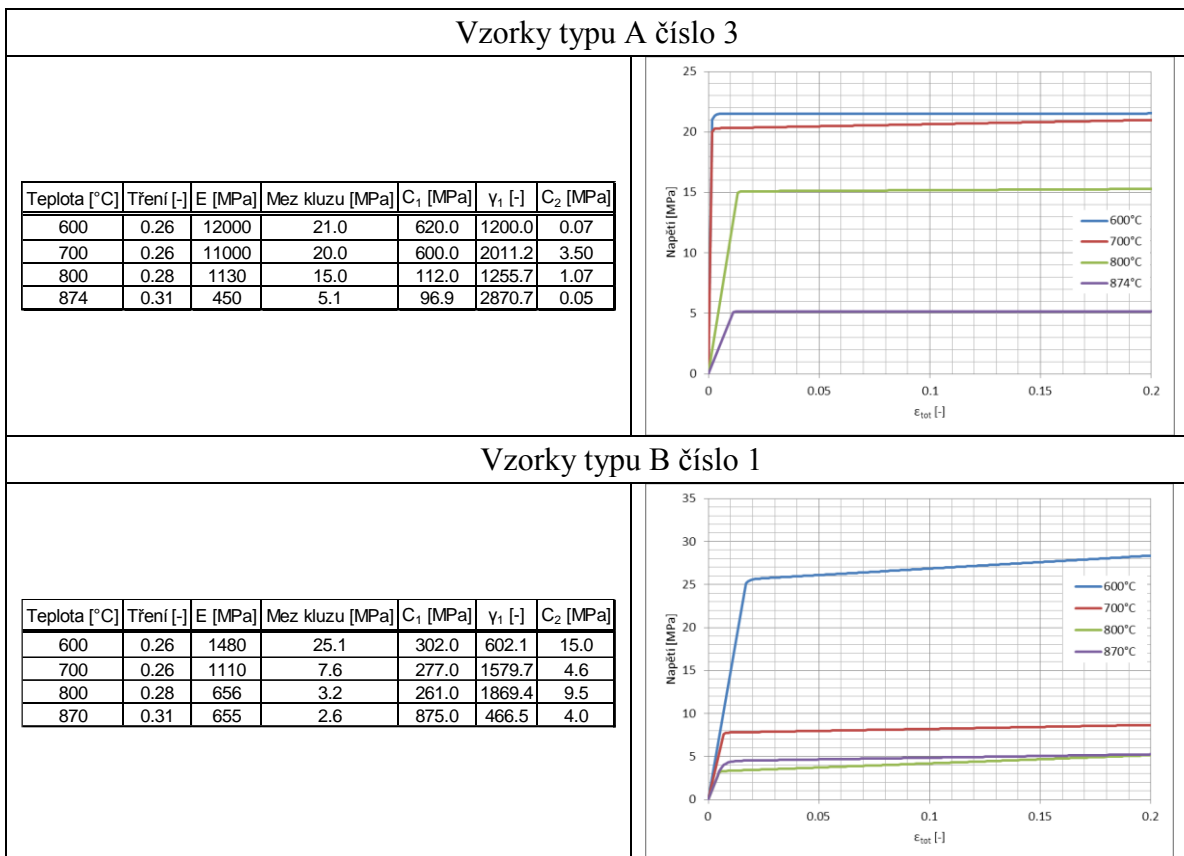 Vzorky typu A číslo 3
Teplota [°C] Tření [-] E [MPa] Mez kluzu [MPa] C₁ [MPa] γ₁ [-] C₂ [MPa]
600 0.26 12000 21.0 620.0 1200.0 0.07
700 0.26 11000 20.0 600.0 2011.2 3.50
800 0.28 1130 15.0 112.0 1255.7 1.07
874 0.31 450 5.1 96.9 2870.7 0.05
Napětí [MPa]
25
20
15
10
5
0
0 0.05 0.1 0.15 0.2
εtot [-]
600°C
700°C
800°C
874°C
Vzorky typu B číslo 1
Teplota [°C] Tření [-] E [MPa] Mez kluzu [MPa] C₁ [MPa] γ₁ [-] C₂ [MPa]
600 0.26 1480 25.1 302.0 602.1 15.0
700 0.26 1110 7.6 277.0 1579.7 4.6
800 0.28 656 3.2 261.0 1869.4 9.5
870 0.31 655 2.6 875.0 466.5 4.0
Napětí [MPa]
35
30
25
20
15
10
5
0
0 0.05 0.1 0.15 0.2
εtot [-]
600°C
700°C
800°C
870°C